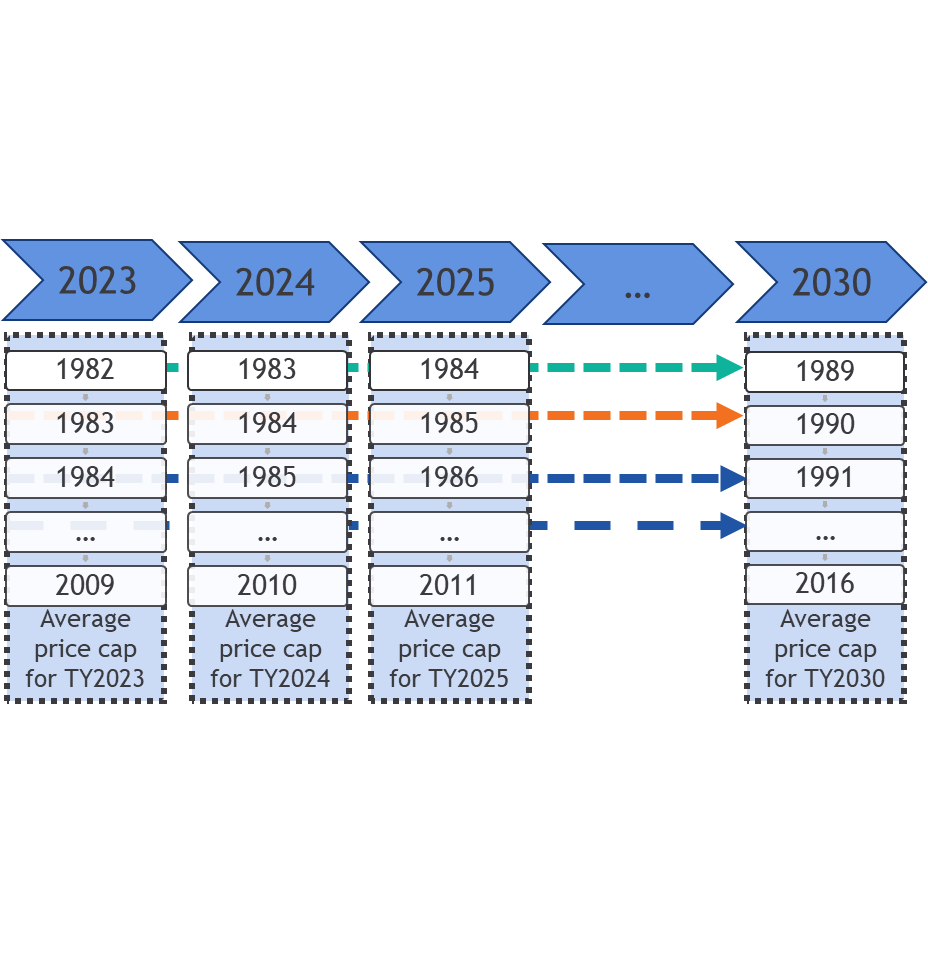 2023
2024
2025
...
2030
1982
1983
1984
...
2009
Average
price cap
for TY2023
1983
1984
1985
...
2010
Average
price cap
for TY2024
1984
1985
1986
...
2011
Average
price cap
for TY2025
1989
1990
1991
...
2016
Average
price cap
for TY2030